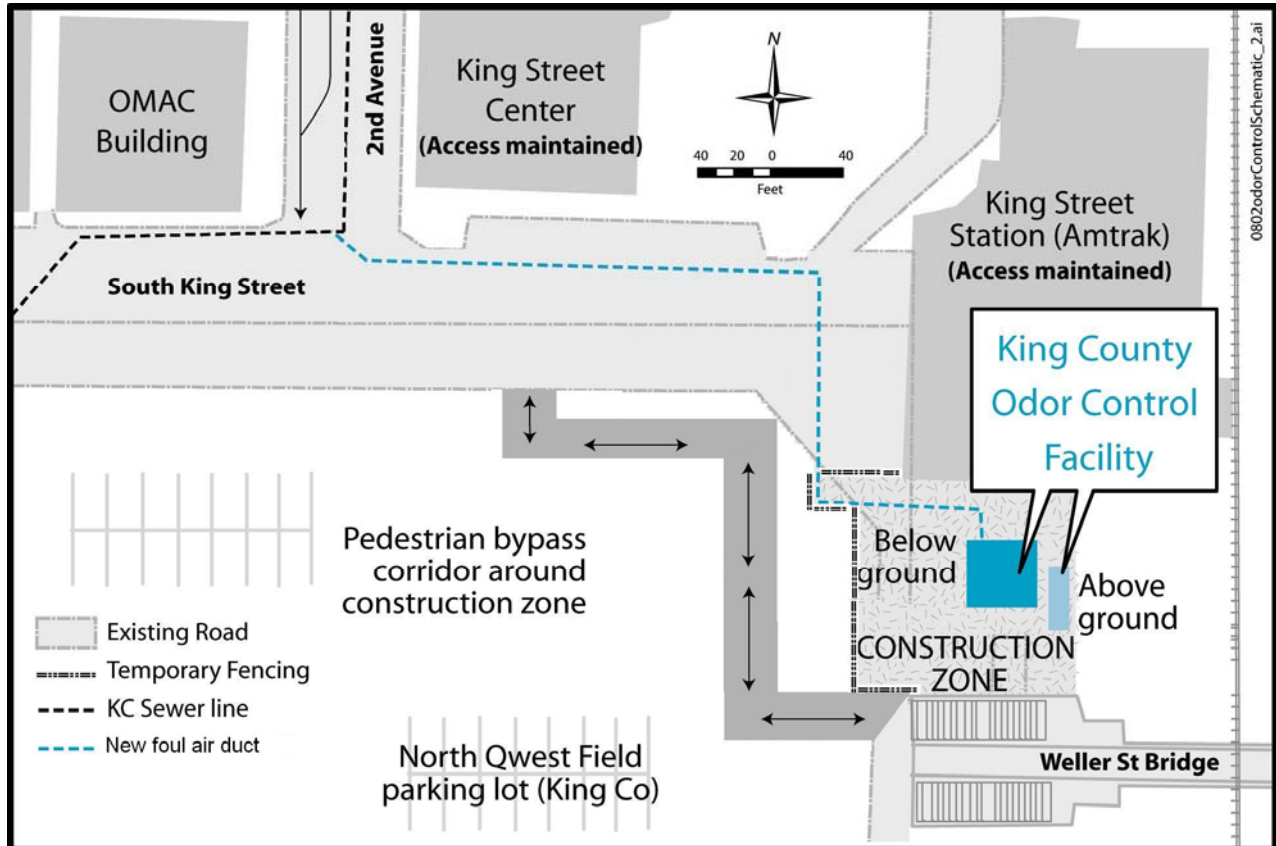 OMAC
Building
2nd Avenue
King Street
Center
(Access maintained)
N
40 20 0 40
Feet
King Street
Station (Amtrak)
(Access maintained)
0802odorControlSchematic_2.ai
South King Street
King County
Odor Control
Facility
Pedestrian bypass
corridor around
construction zone
Below
ground
Above
ground
CONSTRUCTION
ZONE
Existing Road
Temporary Fencing
KC Sewer line
New foul air duct
North Qwest Field
parking lot (King Co)
Weller St Bridge